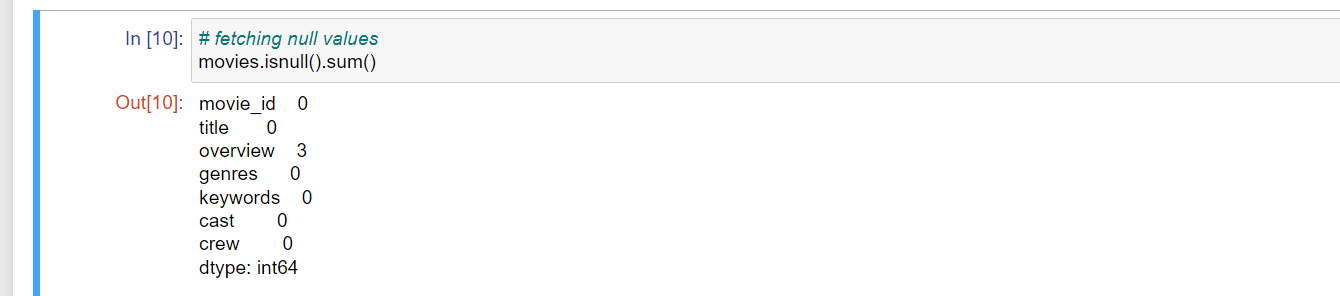 In [10]: # fetching null values
movies.isnull().sum()
Out[10]: movie_id 0
title 0
overview 3
genres 0
keywords 0
cast 0
crew 0
dtype: int64